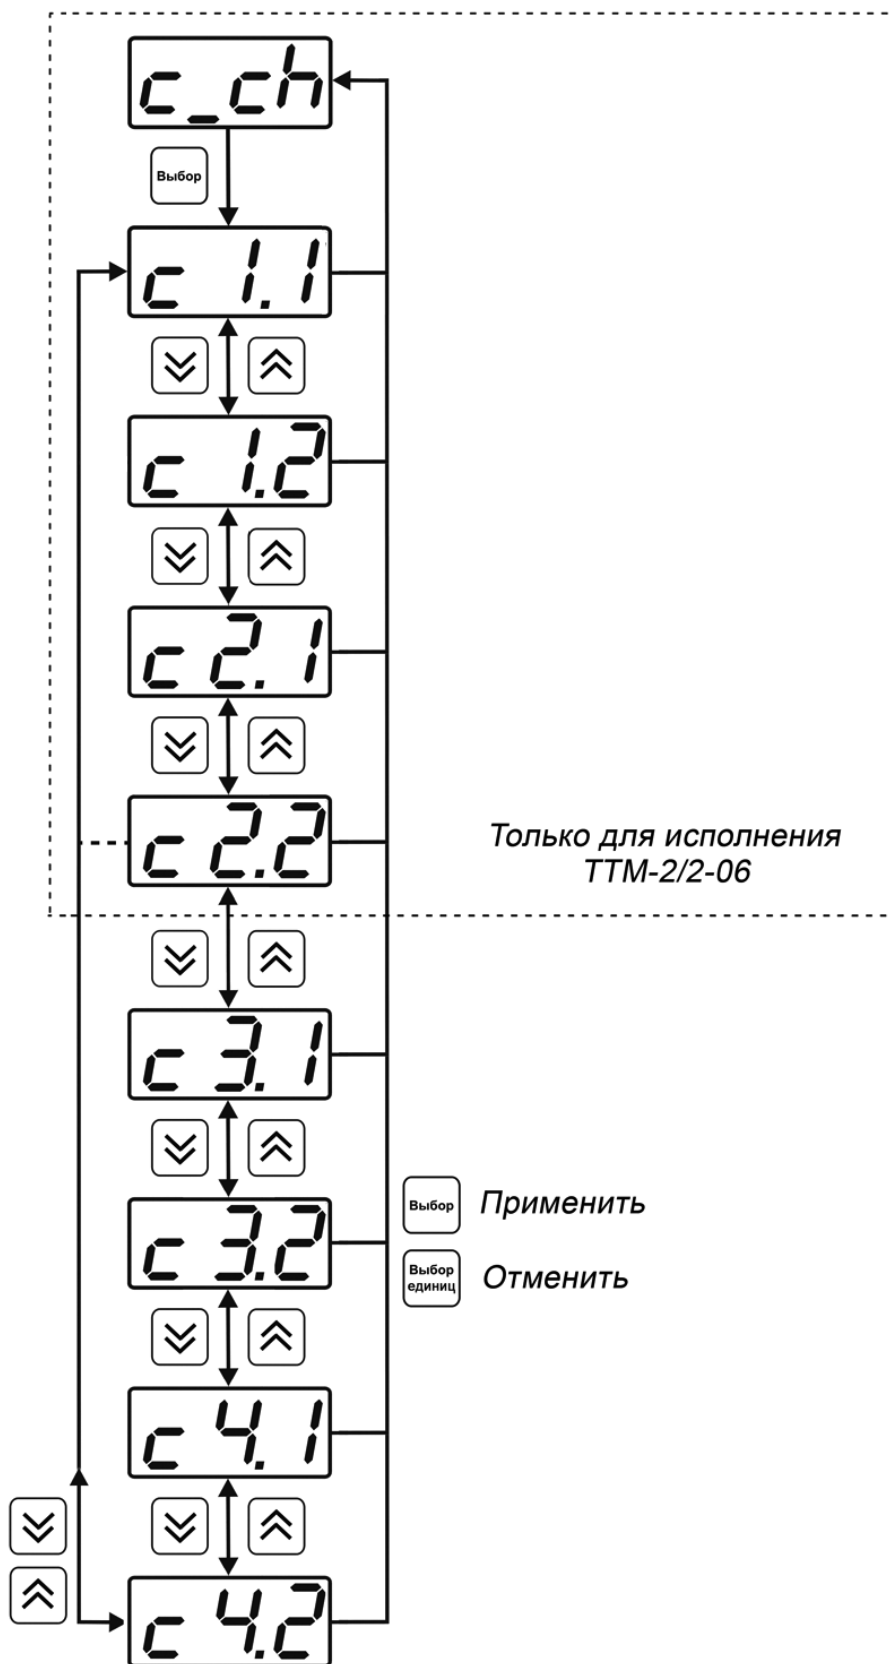 c_ch
Выбор
c 1.1
c 1.2
c 2.1
c 2.2
Только для исполнения
ТТМ-2/2-06
c 3.1
c 3.2
Выбор
Применить
Выбор
единиц
Отменить
c 4.1
c 4.2